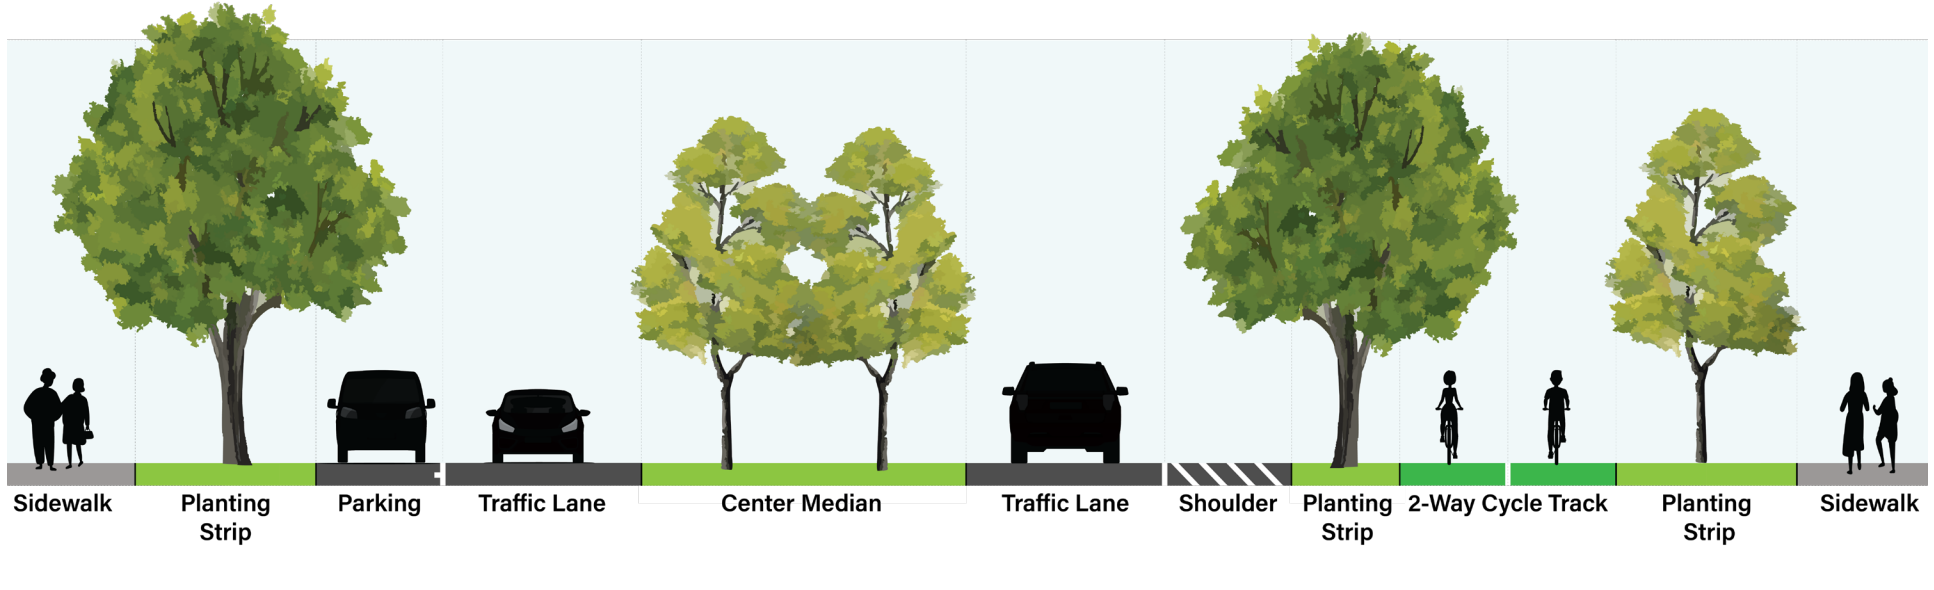 Sidewalk
Planting
Strip
Parking
Traffic Lane
Center Median
Traffic Lane
Shoulder
Planting
Strip
2-Way Cycle Track
Planting
Strip
Sidewalk